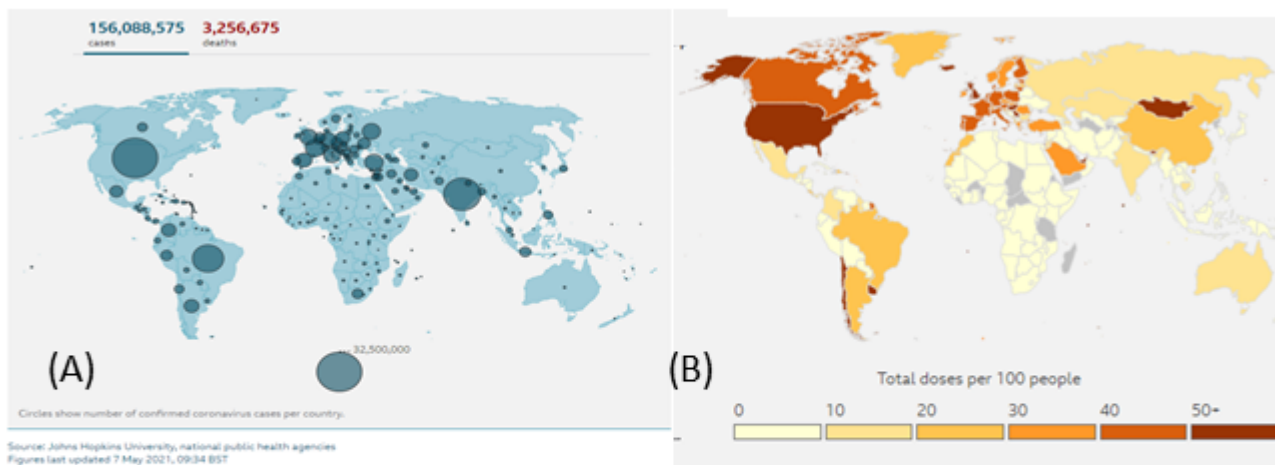 156,088,575 3,256,675
cases deaths
32,500,000
(A)
Circles show number of confirmed coronavirus cases per country.
Source: Johns Hopkins University, national public health agencies
Figures last updated 7 May 2021, 09:34 BST
(B)
Total doses per 100 people
0 10 20 30 40 50+